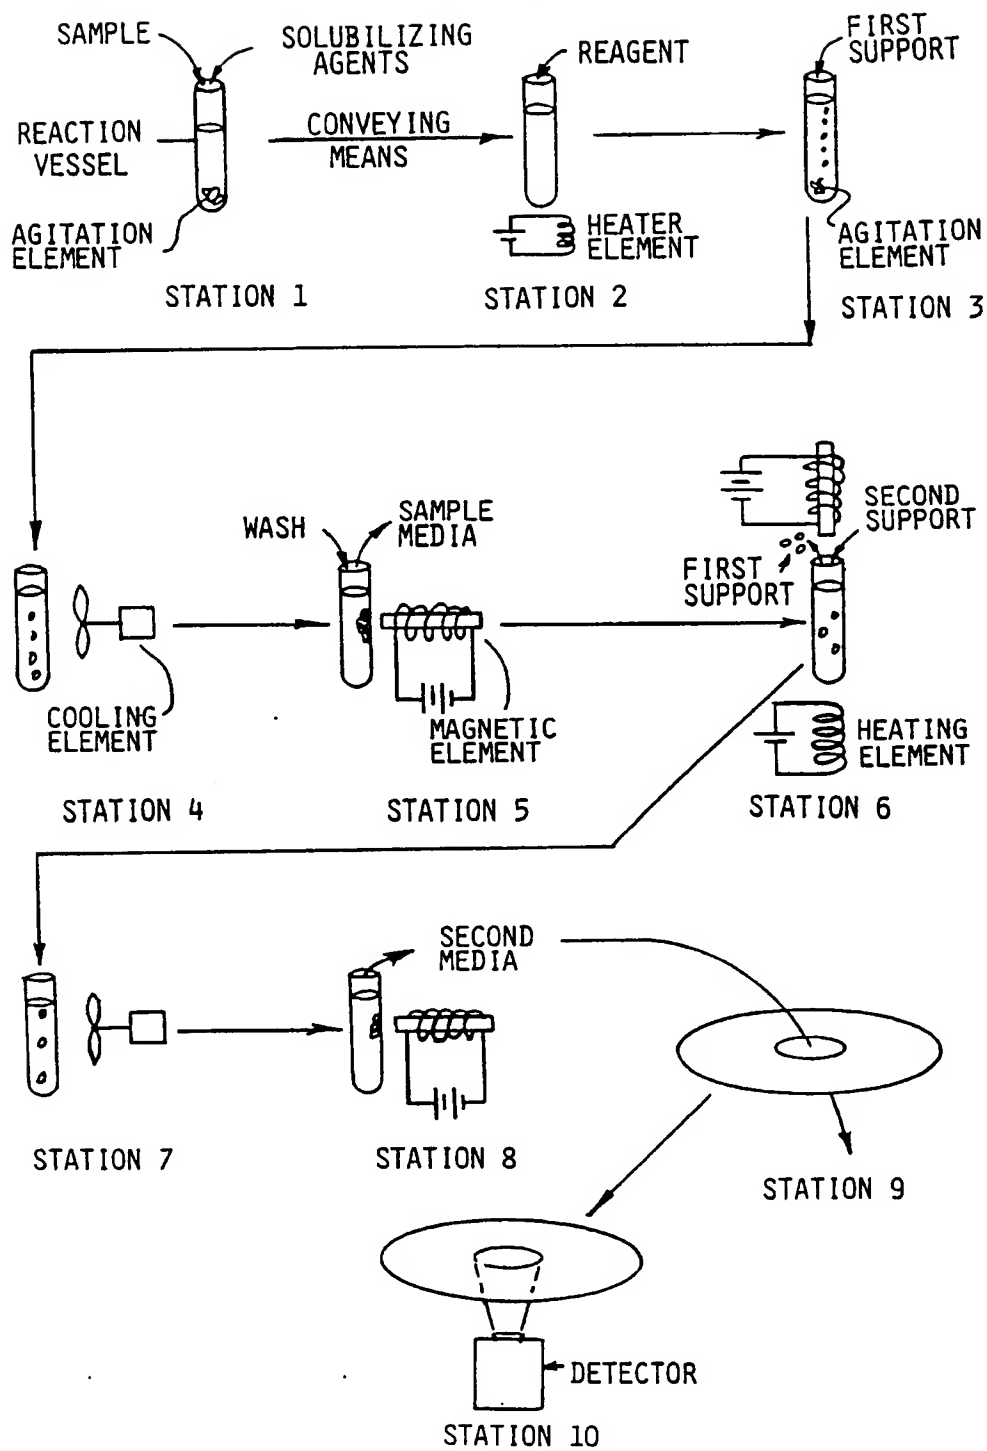 SAMPLE
SOLUBILIZING
AGENTS
REAGENT
FIRST
SUPPORT
REACTION
VESSEL
CONVEYING
MEANS
AGITATION
ELEMENT
HEATER
ELEMENT
AGITATION
ELEMENT
STATION 1
STATION 2
STATION 3
WASH
SAMPLE
MEDIA
SECOND
SUPPORT
FIRST
SUPPORT
COOLING
ELEMENT
MAGNETIC
ELEMENT
HEATING
ELEMENT
STATION 4
STATION 5
STATION 6
SECOND
MEDIA
STATION 7
STATION 8
STATION 9
DETECTOR
STATION 10